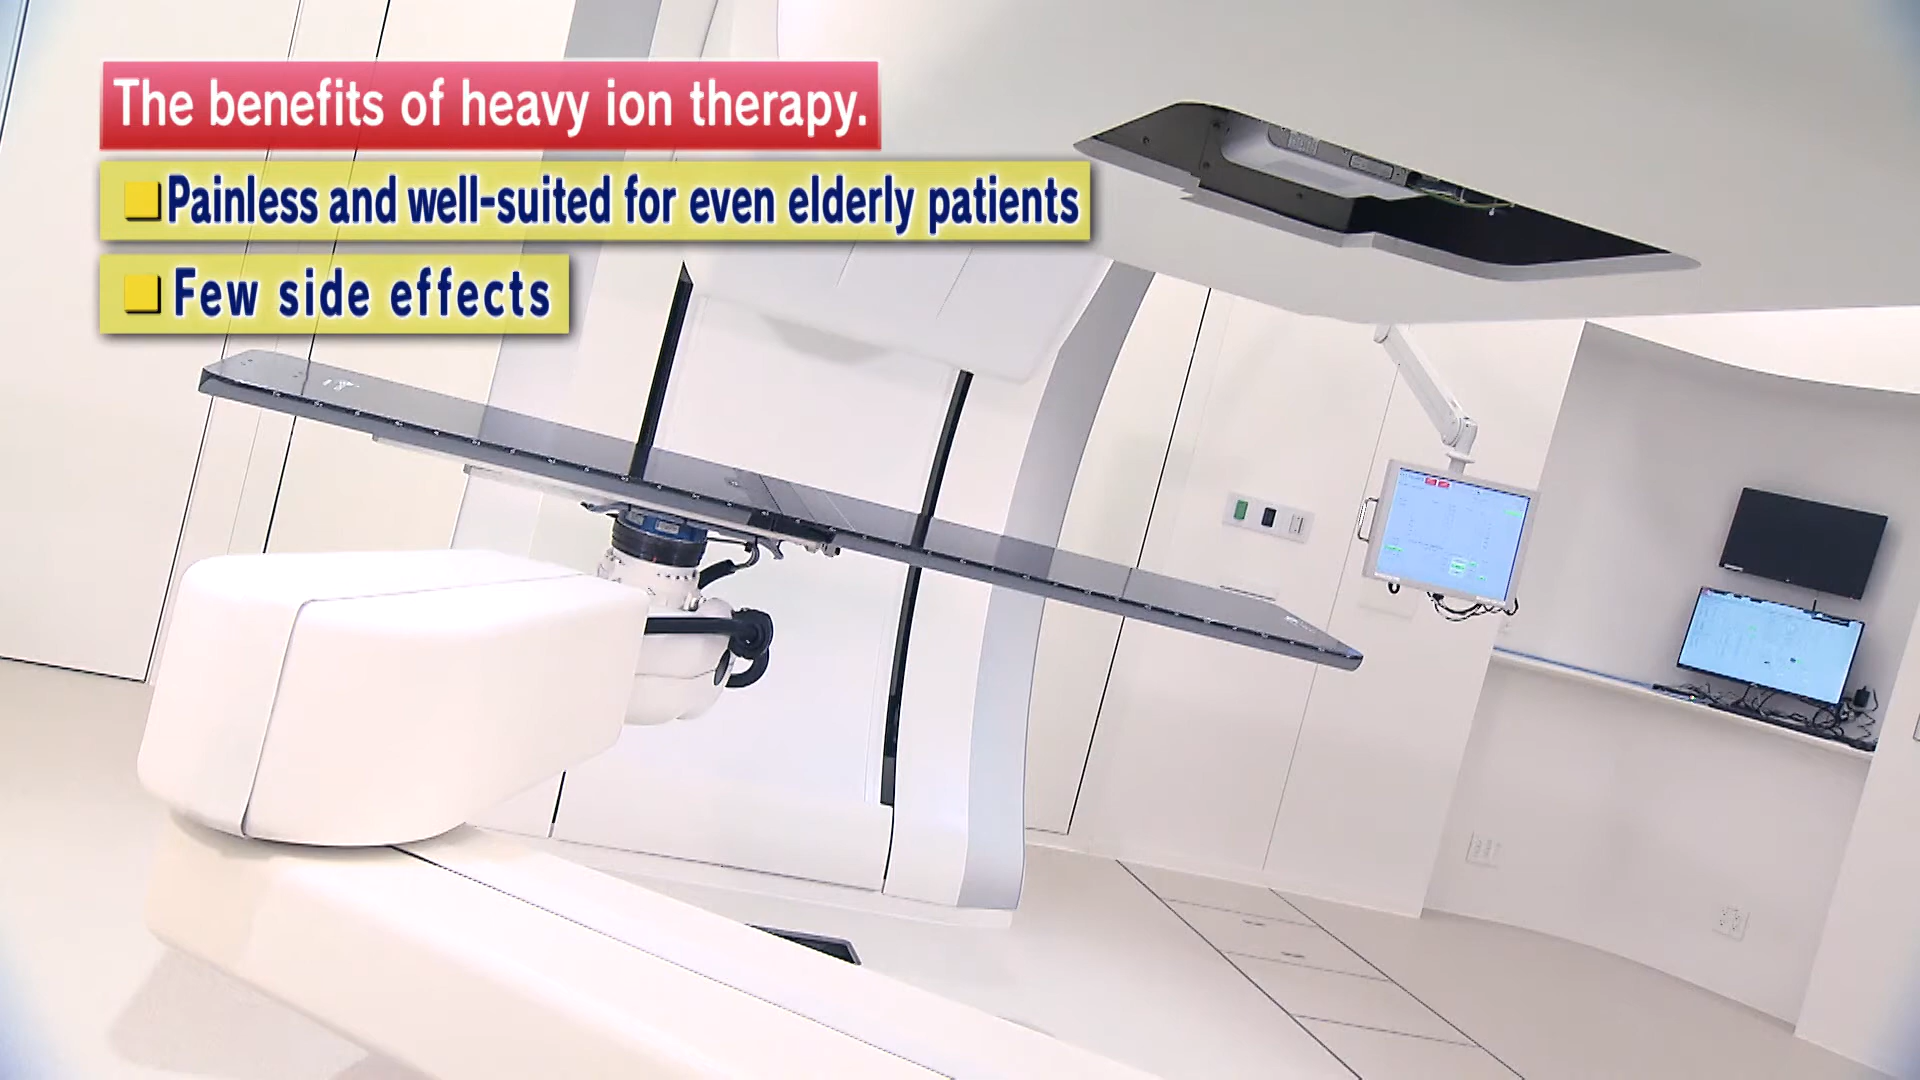 The benefits of heavy ion therapy.
Painless and well-suited for even elderly patients
Few side effects